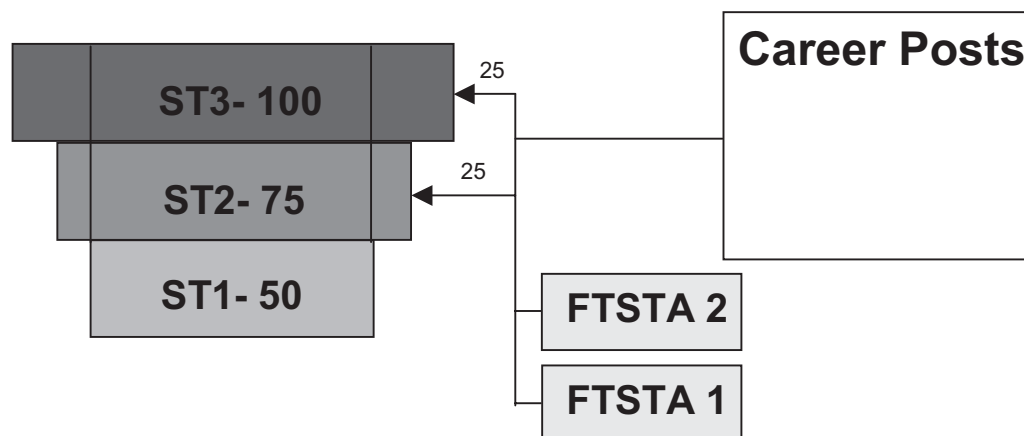 Career Posts
25
ST3- 100
25
ST2- 75
ST1- 50
FTSTA 2
FTSTA 1